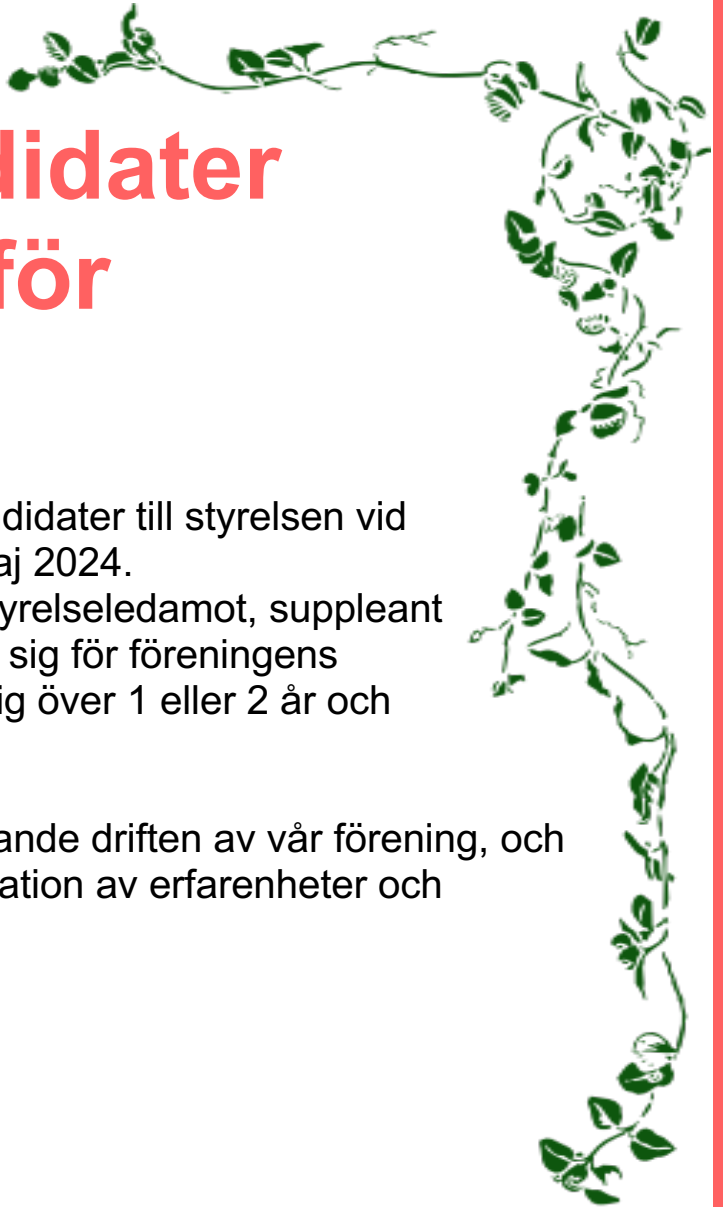 didater
för
didater till styrelsen vid
aj 2024.
yrelseledamot, suppleant
sig för föreningens
ig över 1 eller 2 år och
ande driften av vår förening, och
ation av erfarenheter och